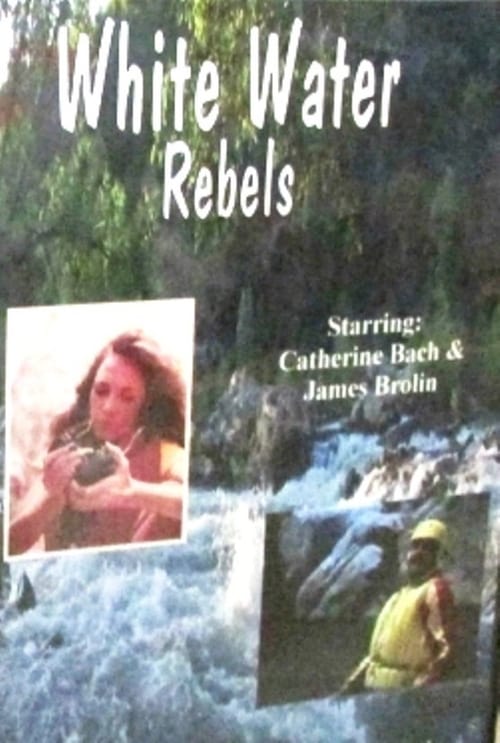 White Water
Rebels
Starring:
Catherine Bach &
James Brolin